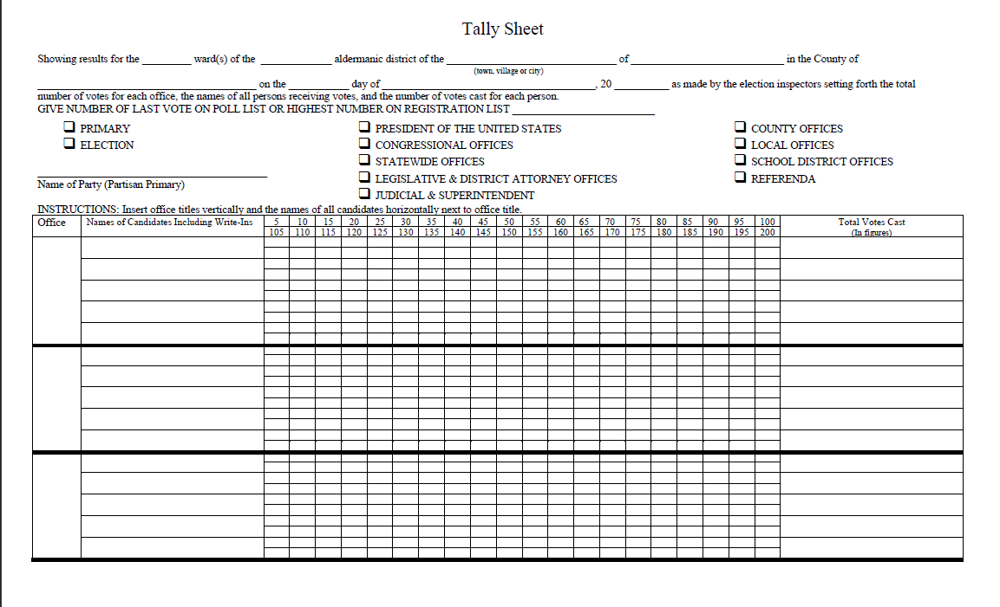 Tally Sheet
Showing results for the _________ ward(s) of the _____________ aldermanic district of the ________________________________ of ____________________________ in the County of
(town, village or city)
________________________________________ on the ___________ day of ________________________________________, 20 __________ as made by the election inspectors setting forth the total
number of votes for each office, the names of all persons receiving votes, and the number of votes cast for each person.
GIVE NUMBER OF LAST VOTE ON POLL LIST OR HIGHEST NUMBER ON REGISTRATION LIST __________________________
❑ PRIMARY ❑ PRESIDENT OF THE UNITED STATES ❑ COUNTY OFFICES
❑ ELECTION ❑ CONGRESSIONAL OFFICES ❑ LOCAL OFFICES
❑ STATEWIDE OFFICES ❑ SCHOOL DISTRICT OFFICES
❑ LEGISLATIVE & DISTRICT ATTORNEY OFFICES ❑ REFERENDA
Name of Party (Partisan Primary)
❑ JUDICIAL & SUPERINTENDENT
INSTRUCTIONS: Insert office titles vertically and the names of all candidates horizontally next to office title.
Office Names of Candidates Including Write-Ins 5 10 15 20 25 30 35 40 45 50 55 60 65 70 75 80 85 90 95 100 Total Votes Cast
105 110 115 120 125 130 135 140 145 150 155 160 165 170 175 180 185 190 195 200 (In figures)